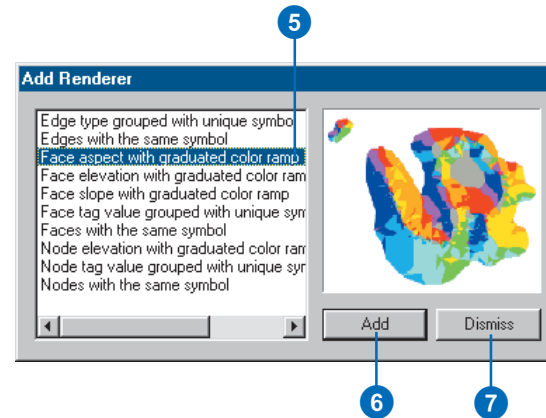 5
Add Renderer
Edge type grouped with unique symbol
Edges with the same symbol
Face aspect with graduated color ramp
Face elevation with graduated color ram
Face slope with graduated color ramp
Face tag value grouped with unique sym
Faces with the same symbol
Node elevation with graduated color ram
Node tag value grouped with unique syr
Nodes with the same symbol
Add
Dismiss
6
7